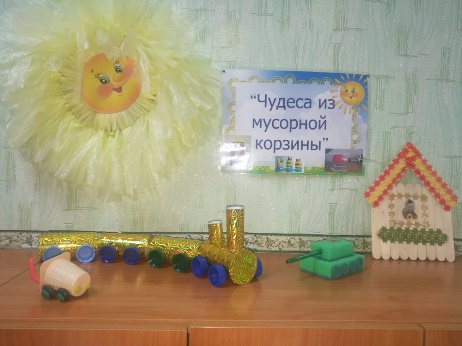 “Чудеса из
мусорной
корзины”